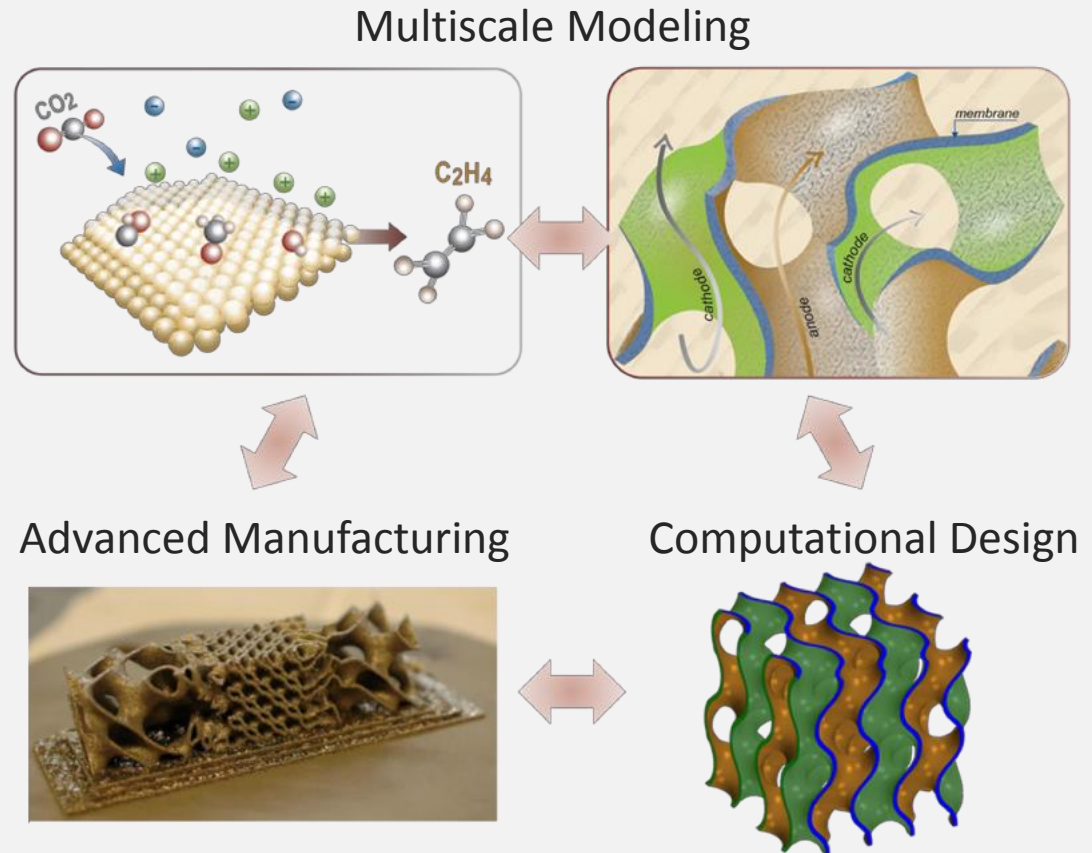 Multiscale Modeling
CO2
C2H4
membrane
cathode
anode
cathode
Advanced Manufacturing
Computational Design